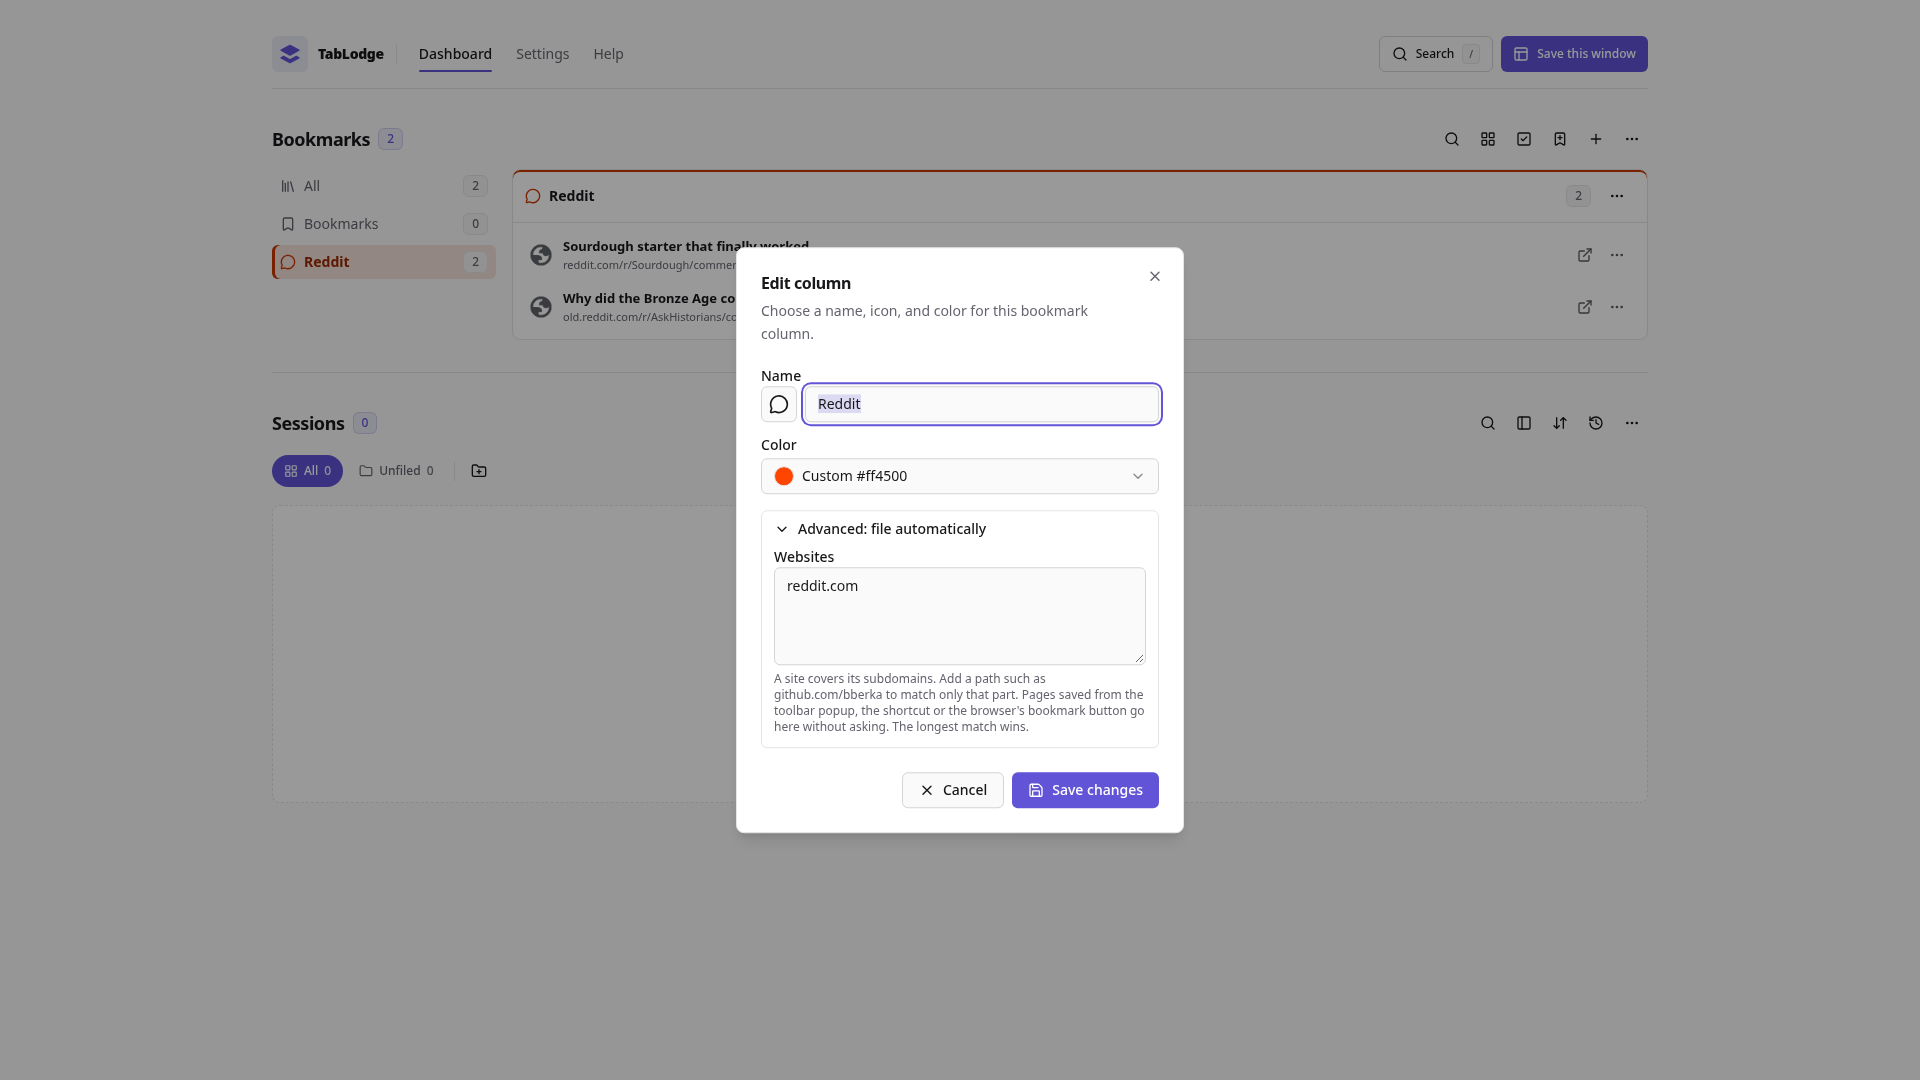 TabLodge
Dashboard
Settings
Help
Search /
Save this window
Bookmarks 2
All 2
Bookmarks 0
Reddit 2
Reddit 2
Sourdough starter that finally worked
reddit.com/r/Sourdough/commen
Why did the Bronze Age co
old.reddit.com/r/AskHistorians/co
Sessions 0
All 0
Unfiled 0
Edit column
Choose a name, icon, and color for this bookmark
column.
Name
Reddit
Color
Custom #ff4500
Advanced: file automatically
Websites
reddit.com
A site covers its subdomains. Add a path such as
github.com/bberka to match only that part. Pages saved from the
toolbar popup, the shortcut or the browser's bookmark button go
here without asking. The longest match wins.
Cancel
Save changes